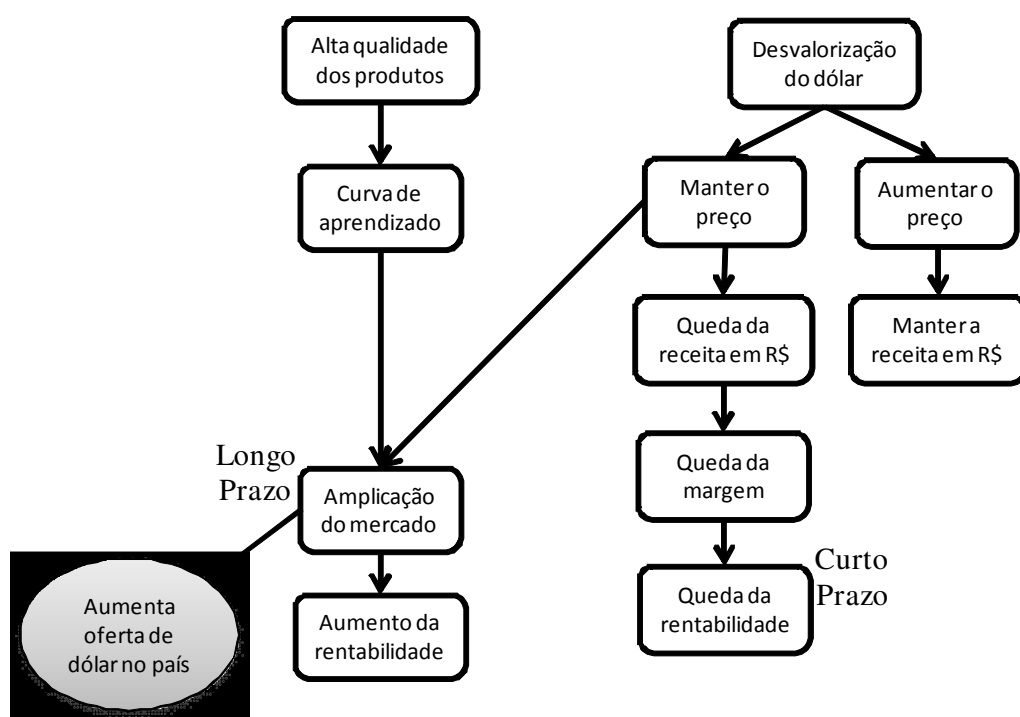 Alta qualidade
dos produtos
Desvalorização
do dólar
Curva de
aprendizado
Manter o
preço
Aumentar o
preço
Queda da
receita em R$
Manter a
receita em R$
Longo
Prazo
Amplicação
do mercado
Queda da
margem
Curto
Prazo
Aumenta
oferta de
dólar no país
Aumento da
rentabilidade
Queda da
rentabilidade